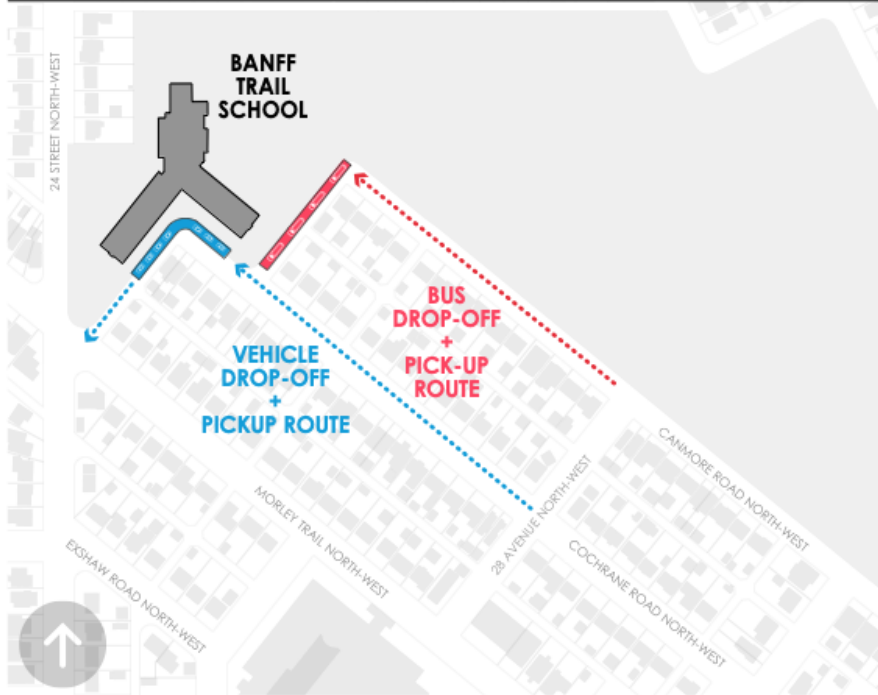 24 STREET NORTH-WEST
BANFF
TRAIL
SCHOOL
BUS
DROP-OFF
+
PICK-UP
ROUTE
VEHICLE
DROP-OFF
+
PICKUP ROUTE
CANMORE ROAD NORTH-WEST
28 AVENUE NORTH-WEST
MORLEY TRAIL NORTH-WEST
COCHRANE ROAD NORTH-WEST
EXSHAW ROAD NORTH-WEST